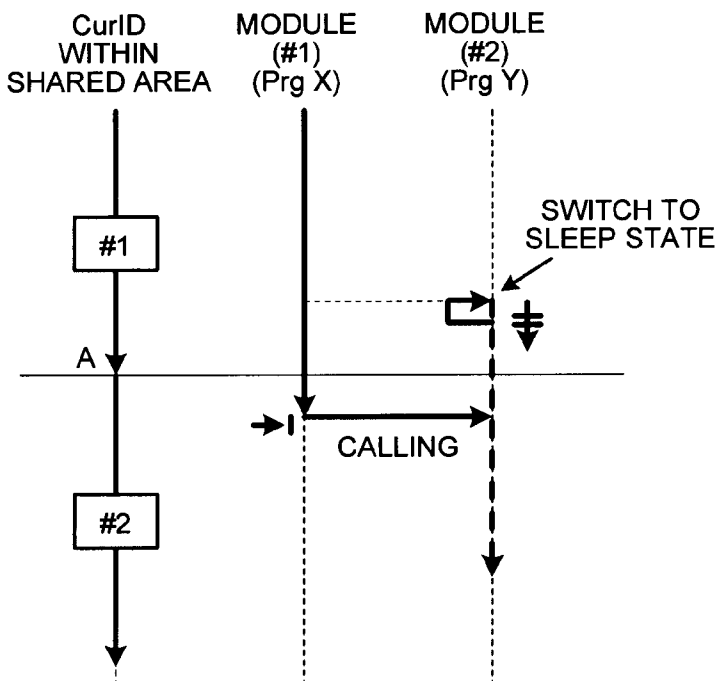 CurID
WITHIN
SHARED AREA
MODULE
(#1)
(Prg X)
MODULE
(#2)
(Prg Y)
SWITCH TO
SLEEP STATE
#1
A
CALLING
#2